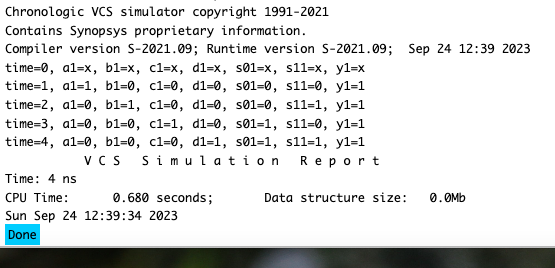 Chronologic VCS simulator copyright 1991-2021
Contains Synopsys proprietary information.
Compiler version S-2021.09; Runtime version S-2021.09;  Sep 24 12:39 2023
time=0, a1=x, b1=x, c1=x, d1=x, s01=x, s11=x, y1=x
time=1, a1=1, b1=0, c1=0, d1=0, s01=0, s11=0, y1=1
time=2, a1=0, b1=1, c1=0, d1=0, s01=0, s11=1, y1=1
time=3, a1=0, b1=0, c1=1, d1=0, s01=1, s11=0, y1=1
time=4, a1=0, b1=0, c1=0, d1=1, s01=1, s11=1, y1=1
V C S   S i m u l a t i o n   R e p o r t
Time: 4 ns
CPU Time:      0.680 seconds;       Data structure size:   0.0Mb
Sun Sep 24 12:39:34 2023
Done